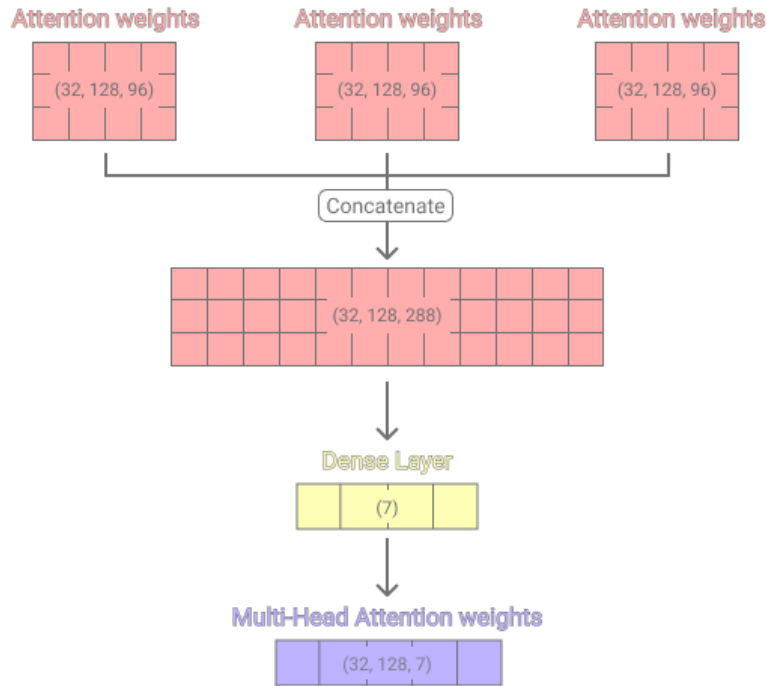 Attention weights
Attention weights
Attention weights
(32, 128, 96)
(32, 128, 96)
(32, 128, 96)
Concatenate
(32, 128, 288)
Dense Layer
(7)
Multi-Head Attention weights
(32, 128, 7)